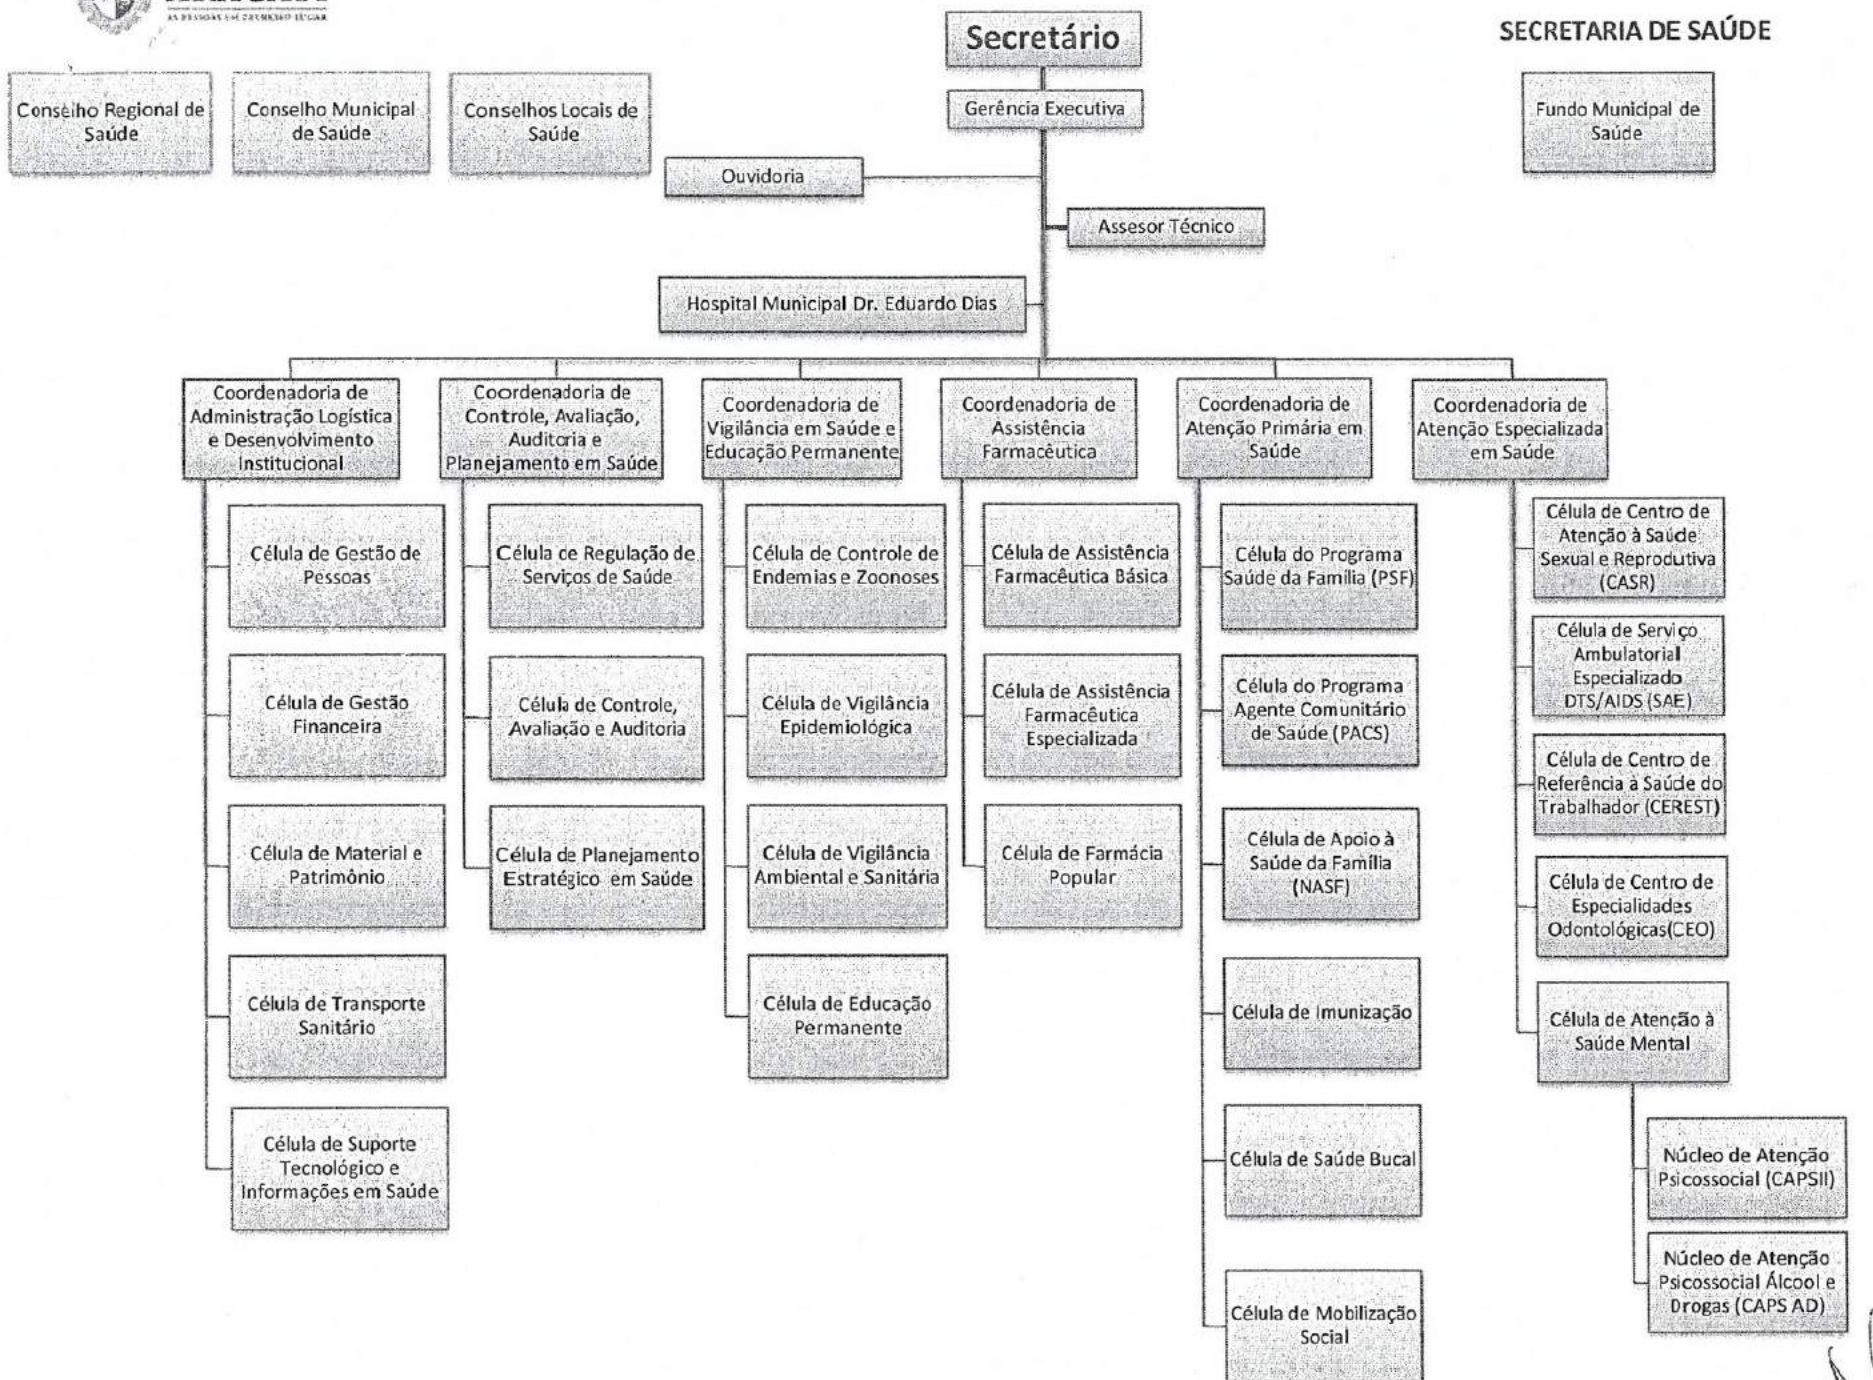 AS PESSOAS EM PRIMEIRO LUGAR
SECRETARIA DE SAÚDE
Secretário
Gerência Executiva
Conselho Regional de
Saúde
Conselho Municipal
de Saúde
Conselhos Locais de
Saúde
Fundo Municipal de
Saúde
Ouvidoria
Assesor Técnico
Hospital Municipal Dr. Eduardo Dias
Coordenadoria de
Administração Logística
e Desenvolvimento
Institucional
Célula de Gestão de
Pessoas
Célula de Gestão
Financeira
Célula de Material e
Patrimônio
Célula de Transporte
Sanitário
Célula de Suporte
Tecnológico e
Informações em Saúde
Coordenadoria de
Controle, Avaliação,
Auditoria e
Planejamento em Saúde
Célula de Regulação de
Serviços de Saúde
Célula de Controle,
Avaliação e Auditoria
Célula de Planejamento
Estratégico em Saúde
Coordenadoria de
Vigilância em Saúde e
Educação Permanente
Célula de Controle de
Endemias e Zoonoses
Célula de Vigilância
Epidemiológica
Célula de Vigilância
Ambiental e Sanitária
Célula de Educação
Permanente
Coordenadoria de
Assistência
Farmacêutica
Célula de Assistência
Farmacêutica Básica
Célula de Assistência
Farmacêutica
Especializada
Célula de Farmácia
Popular
Coordenadoria de
Atenção Primária em
Saúde
Célula do Programa
Saúde da Família (PSF)
Célula do Programa
Agente Comunitário
de Saúde (PACS)
Célula de Apoio à
Saúde da Família
(NASF)
Célula de Imunização
Célula de Saúde Bucal
Célula de Mobilização
Social
Coordenadoria de
Atenção Especializada
em Saúde
Célula de Centro de
Atenção à Saúde
Sexual e Reprodutiva
(CASR)
Célula de Serviço
Ambulatorial
Especializado
DTS/AIDS (SAE)
Célula de Centro de
Referência à Saúde do
Trabalhador (CEREST)
Célula de Centro de
Especialidades
Odontológicas(CEO)
Célula de Atenção à
Saúde Mental
Núcleo de Atenção
Psicossocial (CAPSII)
Núcleo de Atenção
Psicossocial Álcool e
Drogas (CAPS AD)